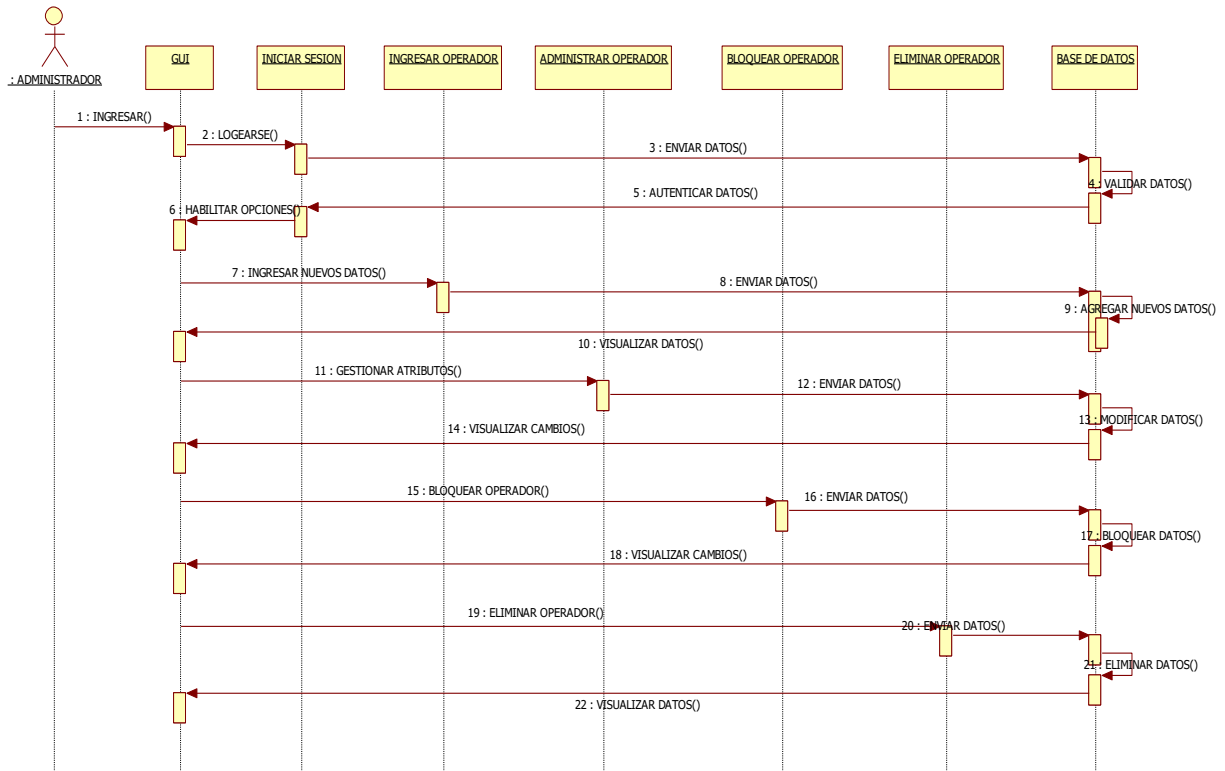 : ADMINISTRADOR
GUI
INICIAR SESION
INGRESAR OPERADOR
ADMINISTRAR OPERADOR
BLOQUEAR OPERADOR
ELIMINAR OPERADOR
BASE DE DATOS
1 : INGRESAR()
2 : LOGEARSE()
3 : ENVIAR DATOS()
4 : VALIDAR DATOS()
5 : AUTENTICAR DATOS()
6 : HABILITAR OPCIONES()
7 : INGRESAR NUEVOS DATOS()
8 : ENVIAR DATOS()
9 : AGREGAR NUEVOS DATOS()
10 : VISUALIZAR DATOS()
11 : GESTIONAR ATRIBUTOS()
12 : ENVIAR DATOS()
13 : MODIFICAR DATOS()
14 : VISUALIZAR CAMBIOS()
15 : BLOQUEAR OPERADOR()
16 : ENVIAR DATOS()
17 : BLOQUEAR DATOS()
18 : VISUALIZAR CAMBIOS()
19 : ELIMINAR OPERADOR()
20 : ENVIAR DATOS()
21 : ELIMINAR DATOS()
22 : VISUALIZAR DATOS()